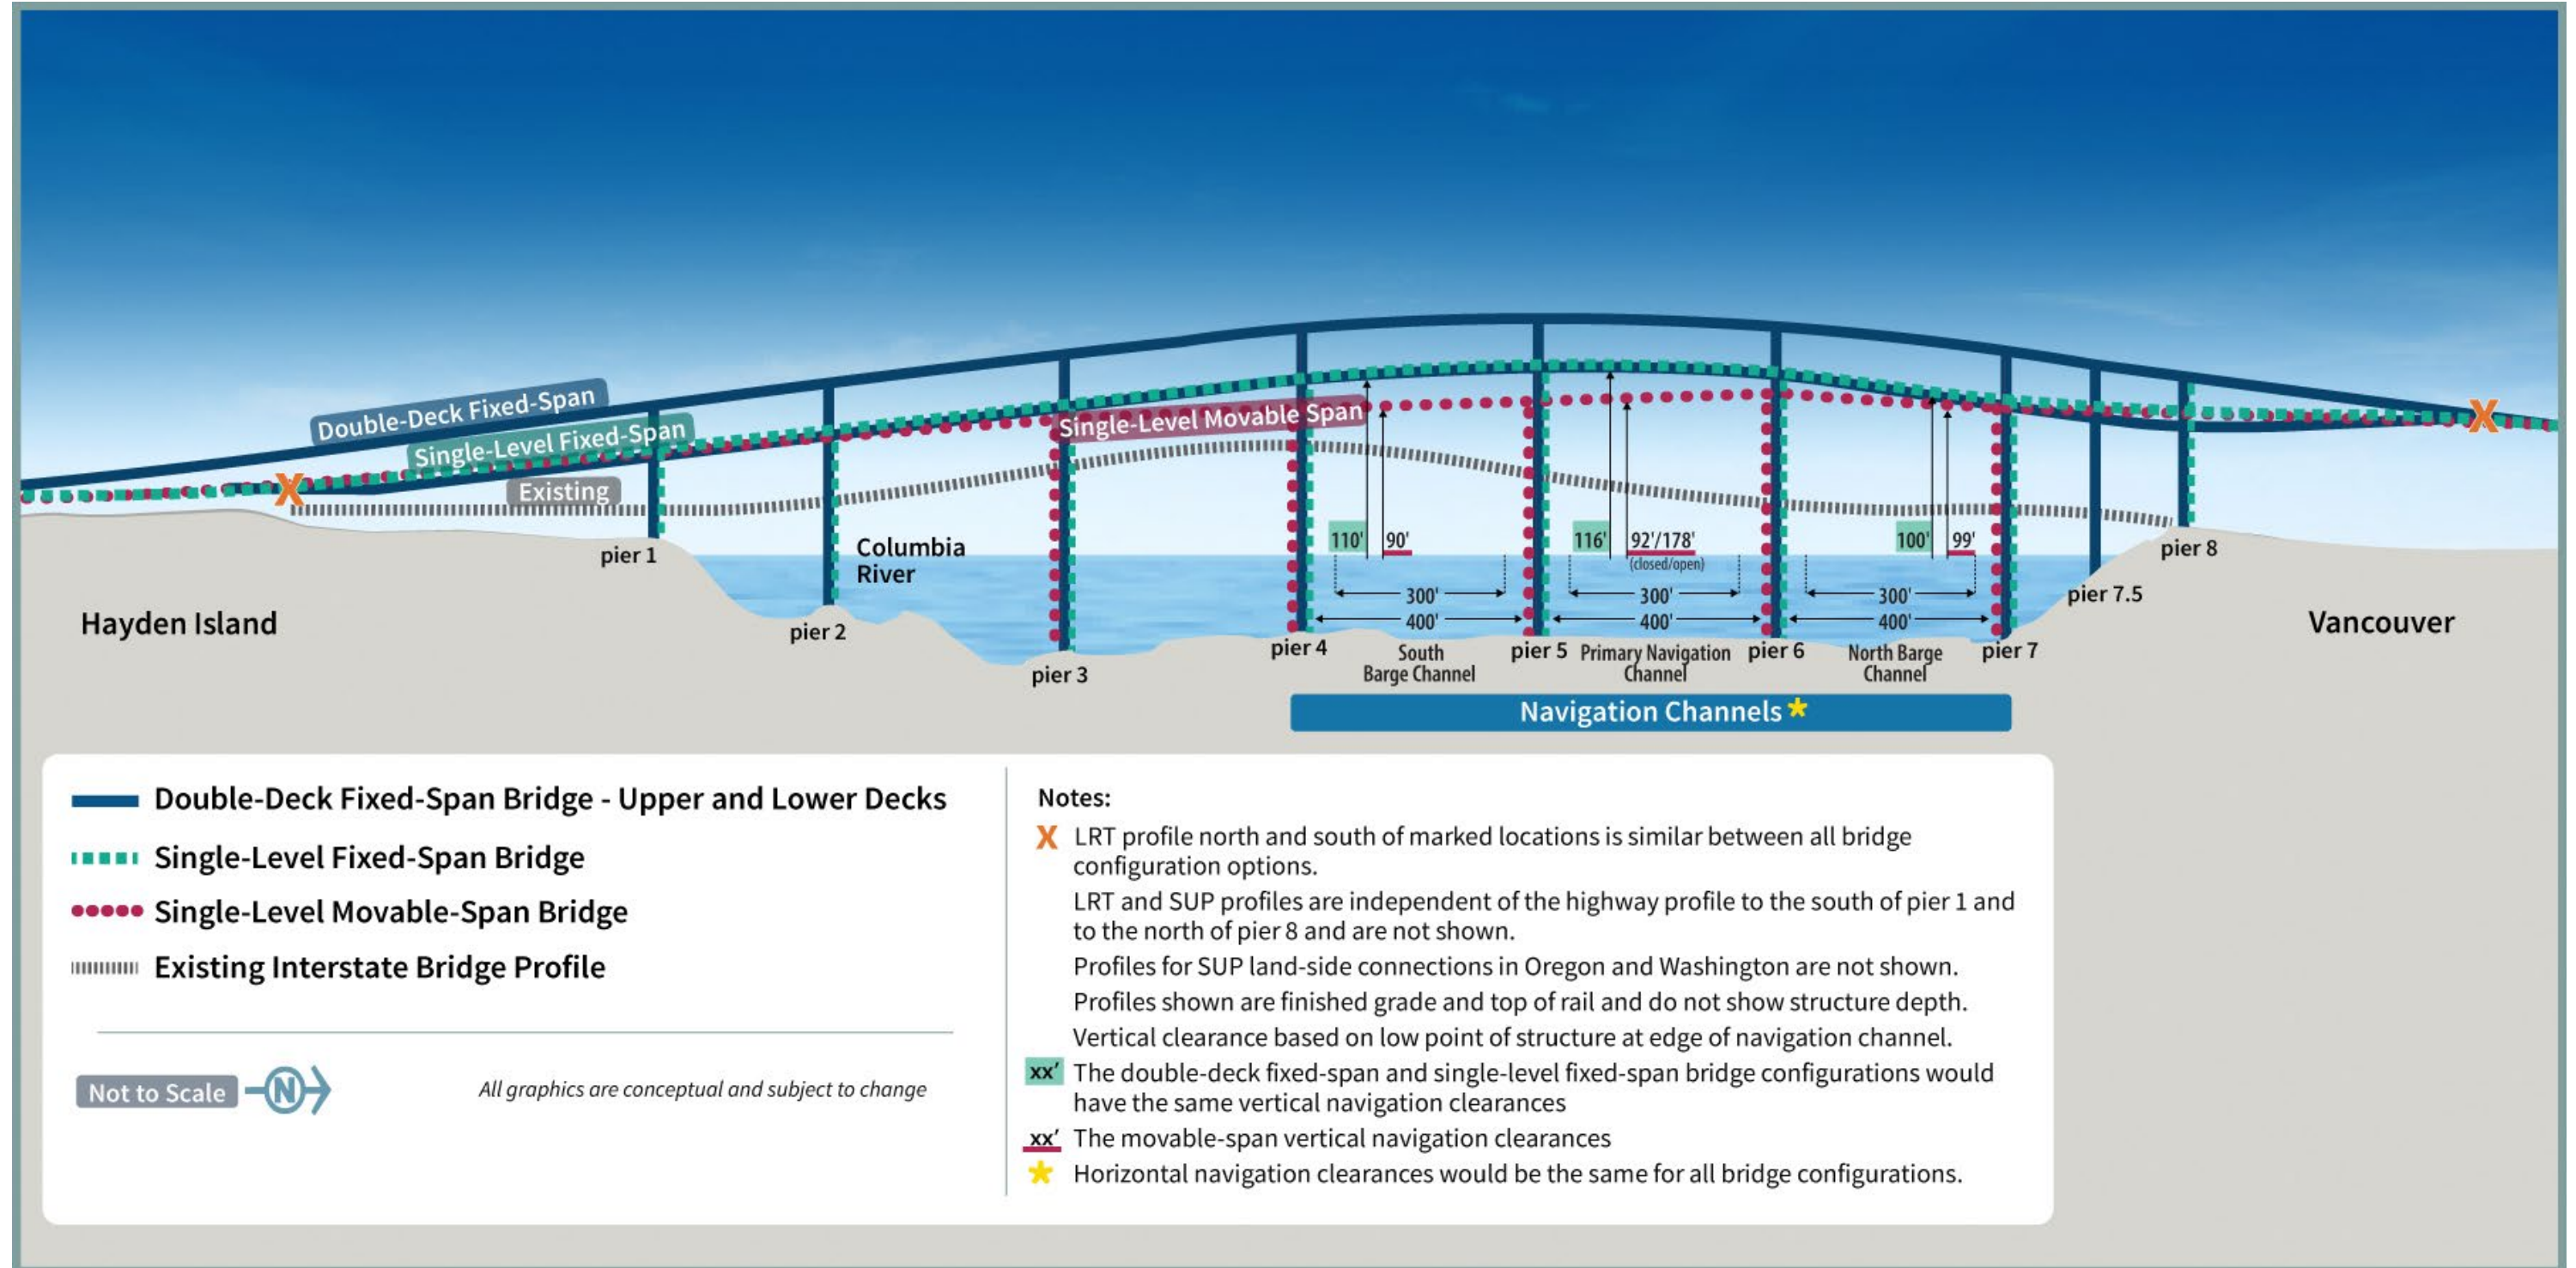 Double-Deck Fixed-Span
Single-Level Fixed-Span
Existing
Single-Level Movable Span
110'
90'
116'
92'/178'
(closed/open)
100'
99'
300'
300'
300'
400'
400'
400'
Columbia
River
Hayden Island
Vancouver
pier 1
pier 2
pier 3
pier 4
pier 5
pier 6
pier 7
pier 7.5
pier 8
South
Barge Channel
Primary Navigation
Channel
North Barge
Channel
Navigation Channels *
Double-Deck Fixed-Span Bridge - Upper and Lower Decks
Single-Level Fixed-Span Bridge
Single-Level Movable-Span Bridge
Existing Interstate Bridge Profile
Not to Scale
N
All graphics are conceptual and subject to change
Notes:
X LRT profile north and south of marked locations is similar between all bridge
configuration options.
LRT and SUP profiles are independent of the highway profile to the south of pier 1 and
to the north of pier 8 and are not shown.
Profiles for SUP land-side connections in Oregon and Washington are not shown.
Profiles shown are finished grade and top of rail and do not show structure depth.
Vertical clearance based on low point of structure at edge of navigation channel.
xx' The double-deck fixed-span and single-level fixed-span bridge configurations would
have the same vertical navigation clearances
xx' The movable-span vertical navigation clearances
* Horizontal navigation clearances would be the same for all bridge configurations.
X
X